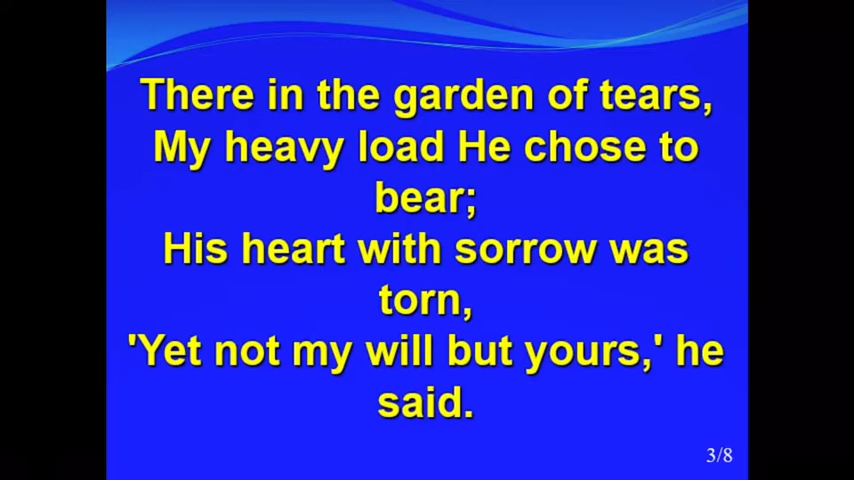 There in the garden of tears,
My heavy load He chose to
bear;
His heart with sorrow was
torn,
'Yet not my will but yours,' he
said.
3/8